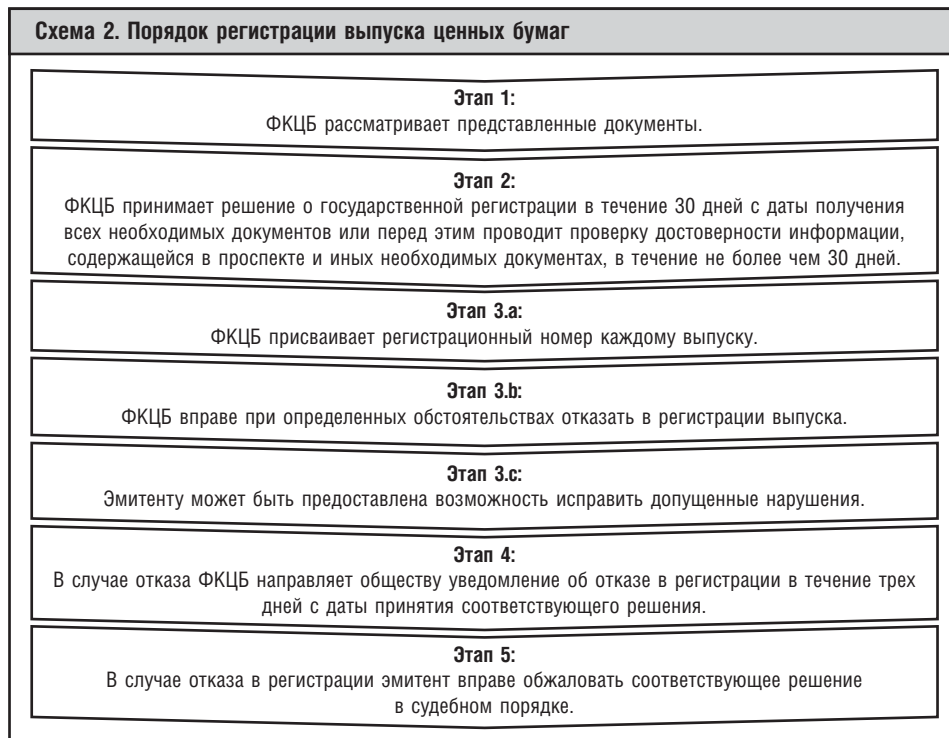 Схема 2. Порядок регистрации выпуска ценных бумаг
Этап 1:
ФКЦБ рассматривает представленные документы.
Этап 2:
ФКЦБ принимает решение о государственной регистрации в течение 30 дней с даты получения
всех необходимых документов или перед этим проводит проверку достоверности информации,
содержащейся в проспекте и иных необходимых документах, в течение не более чем 30 дней.
Этап 3.a:
ФКЦБ присваивает регистрационный номер каждому выпуску.
Этап 3.b:
ФКЦБ вправе при определенных обстоятельствах отказать в регистрации выпуска.
Этап 3.c:
Эмитенту может быть предоставлена возможность исправить допущенные нарушения.
Этап 4:
В случае отказа ФКЦБ направляет обществу уведомление об отказе в регистрации в течение трех
дней с даты принятия соответствующего решения.
Этап 5:
В случае отказа в регистрации эмитент вправе обжаловать соответствующее решение
в судебном порядке.